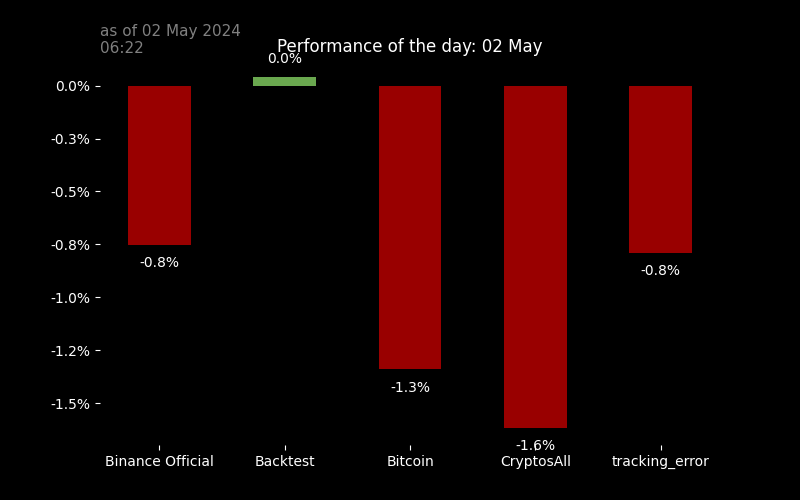 as of 02 May 2024
06:22
Performance of the day: 02 May
0.0%
0.0%
-0.3%
-0.5%
-0.8%
-1.0%
-1.2%
-1.5%
-0.8%
-0.8%
-1.3%
-1.6%
Binance Official
Backtest
Bitcoin
CryptosAll
tracking_error